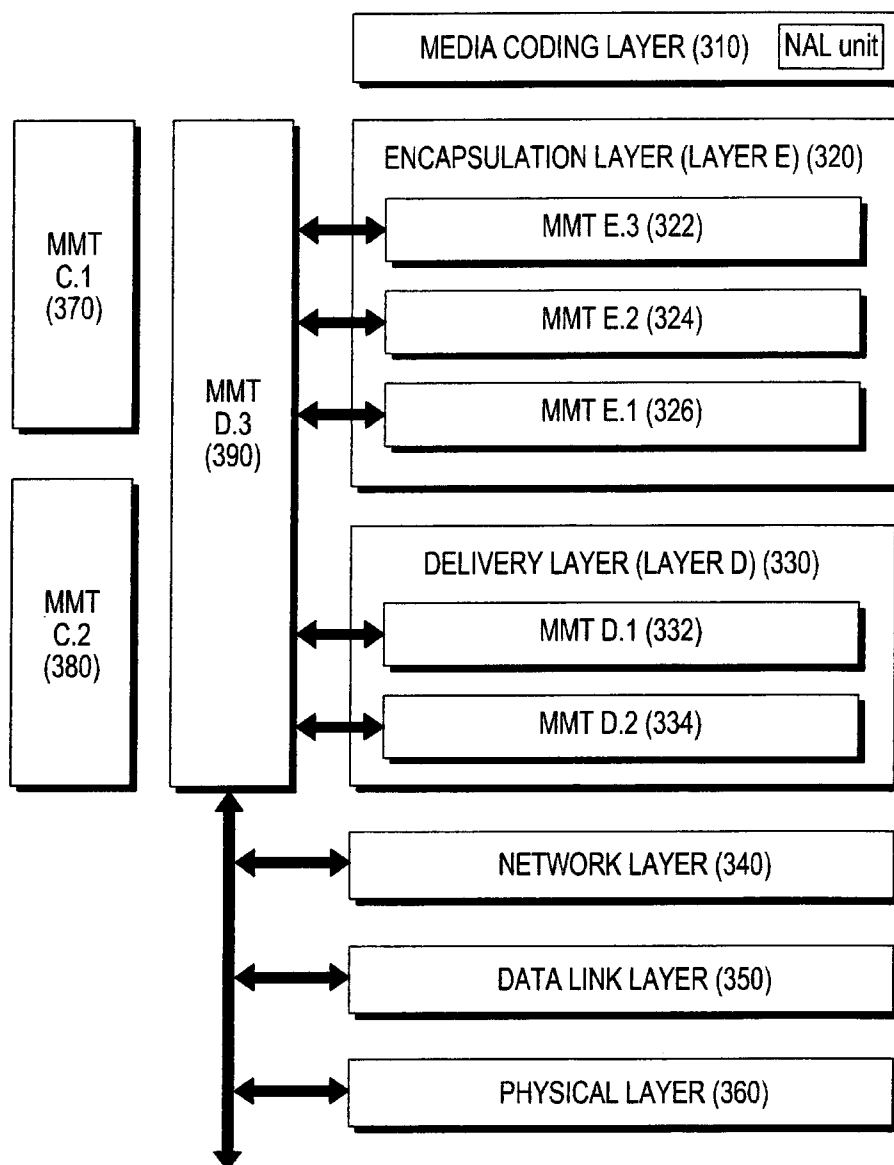 MEDIA CODING LAYER (310) NAL unit
MMT
C.1
(370)
MMT
C.2
(380)
MMT
D.3
(390)
ENCAPSULATION LAYER (LAYER E) (320)
MMT E.3 (322)
MMT E.2 (324)
MMT E.1 (326)
DELIVERY LAYER (LAYER D) (330)
MMT D.1 (332)
MMT D.2 (334)
NETWORK LAYER (340)
DATA LINK LAYER (350)
PHYSICAL LAYER (360)